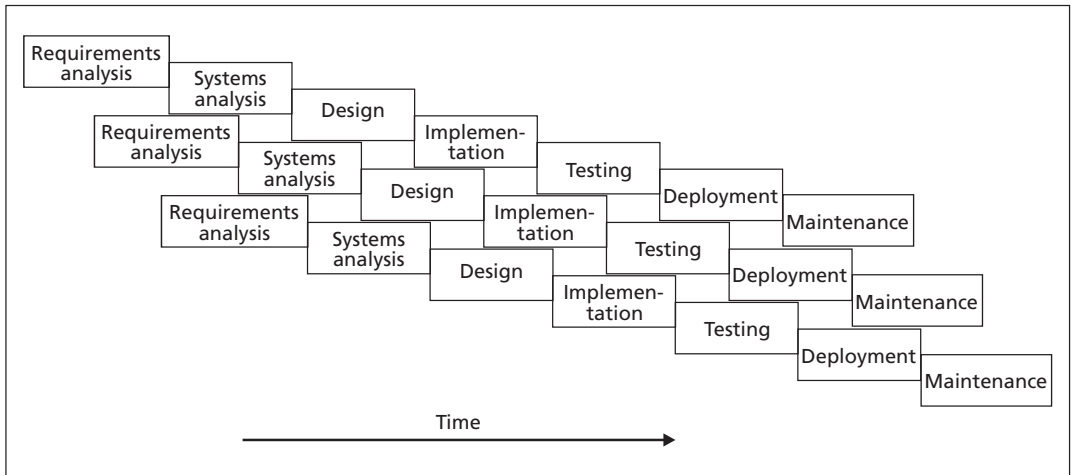 Requirements
analysis
Systems
analysis
Design
Implemen-
tation
Testing
Deployment
Maintenance
Requirements
analysis
Systems
analysis
Design
Implemen-
tation
Testing
Deployment
Maintenance
Requirements
analysis
Systems
analysis
Design
Implemen-
tation
Testing
Deployment
Maintenance
Time